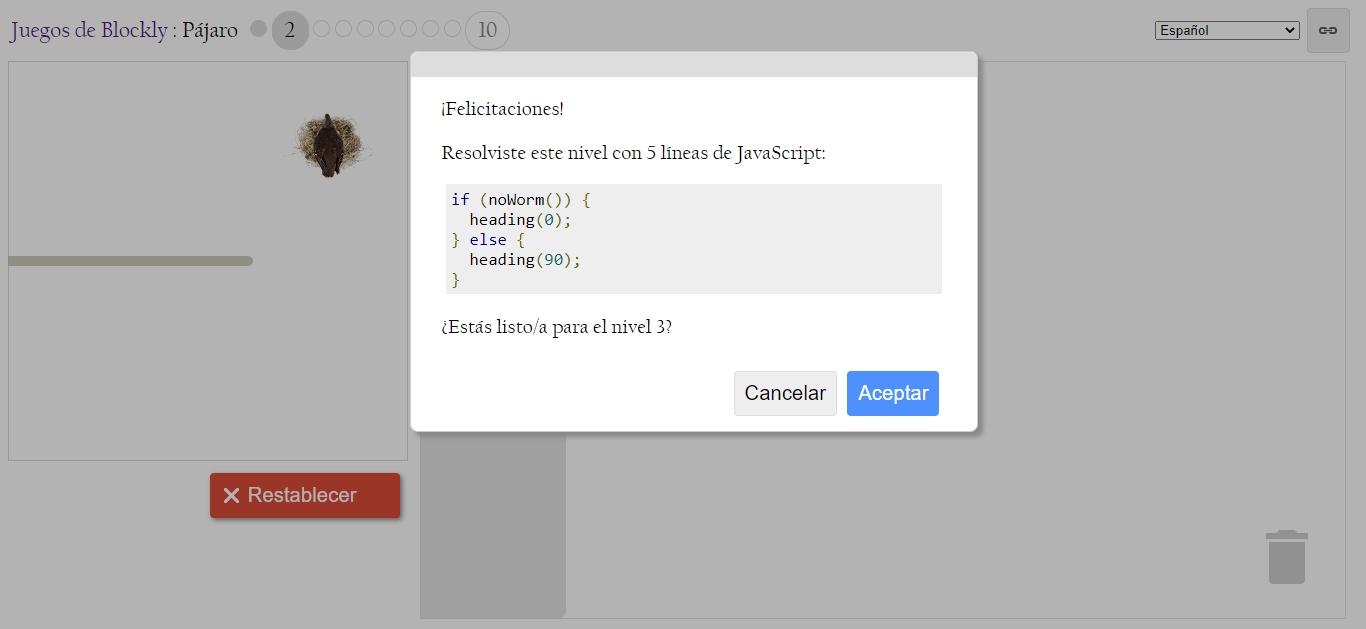 Juegos de Blockly : Pájaro 2 10 Español
¡Felicitaciones!
Resolviste este nivel con 5 líneas de JavaScript:
if (noWorm()) {
  heading(0);
} else {
  heading(90);
}
¿Estás listo/a para el nivel 3?
Cancelar Aceptar
Restablecer